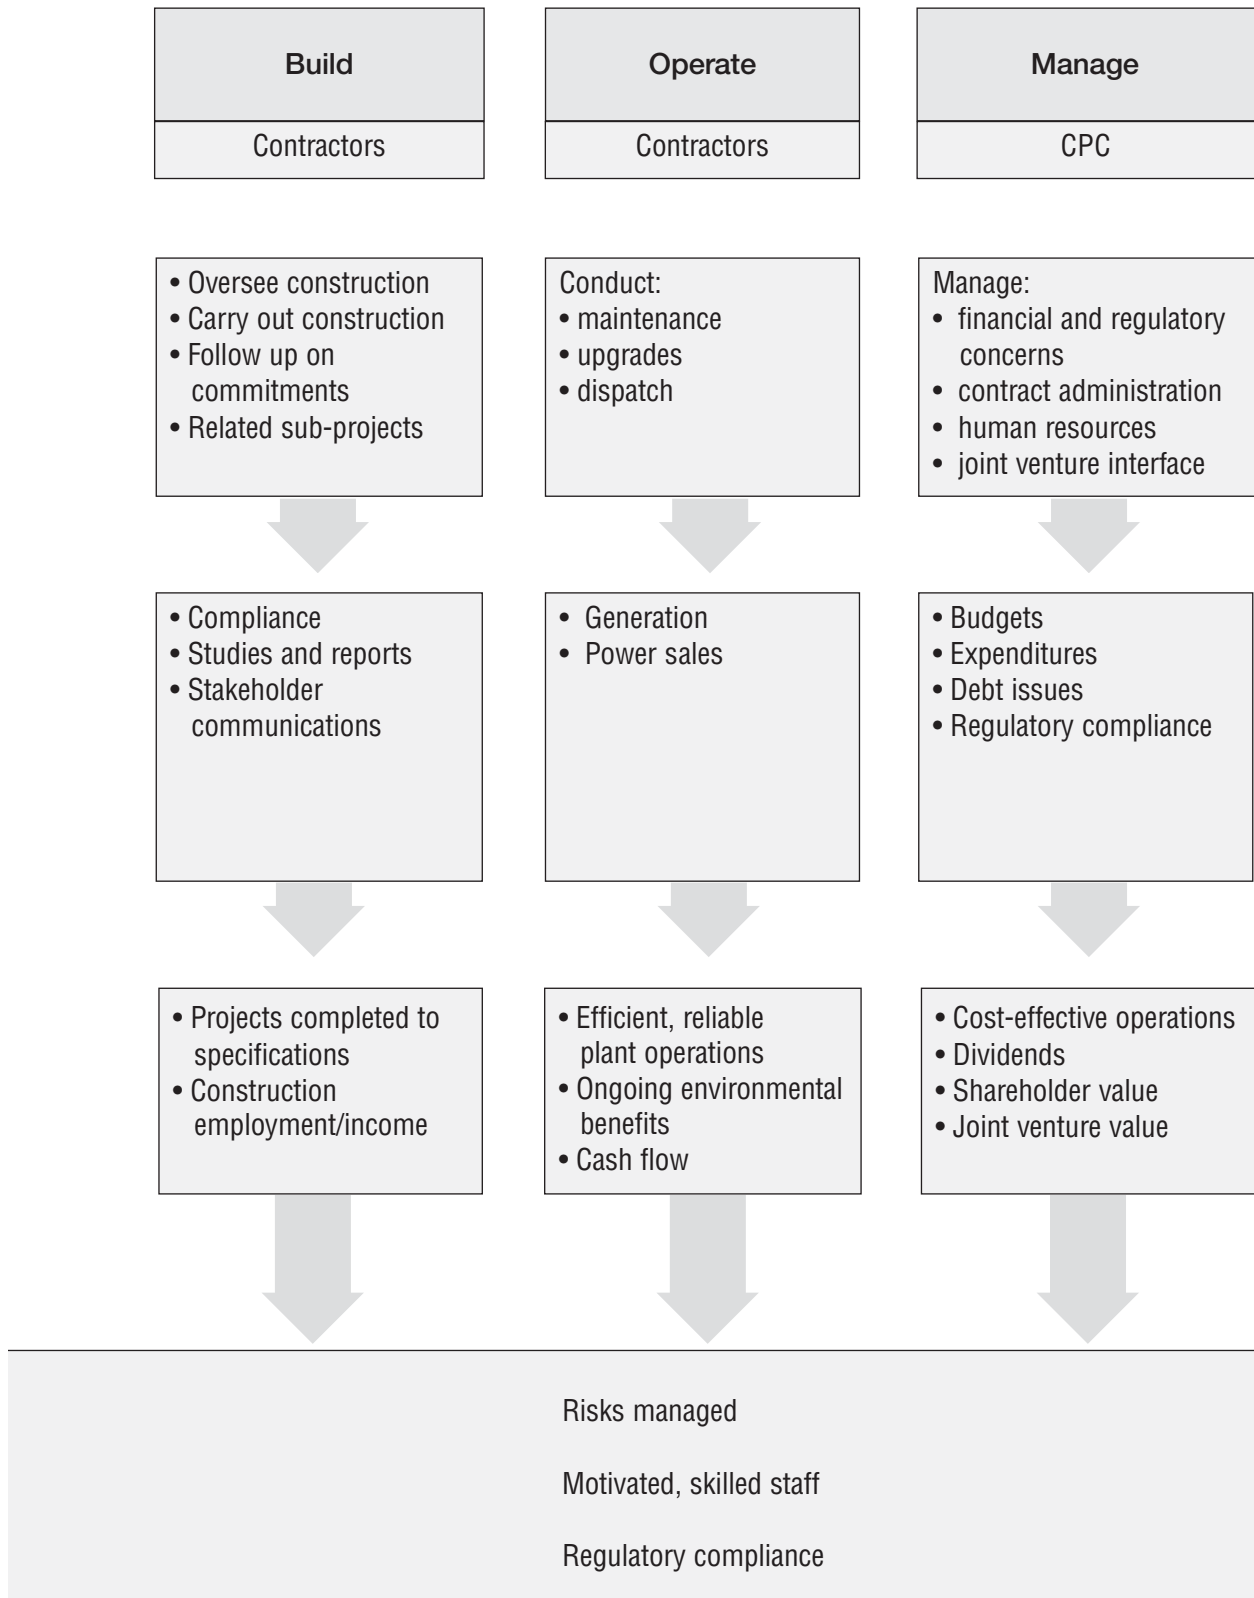 Build
Contractors
Operate
Contractors
Manage
CPC
• Oversee construction
• Carry out construction
• Follow up on
commitments
• Related sub-projects
Conduct:
• maintenance
• upgrades
• dispatch
Manage:
• financial and regulatory
concerns
• contract administration
• human resources
• joint venture interface
• Compliance
• Studies and reports
• Stakeholder
communications
• Generation
• Power sales
• Budgets
• Expenditures
• Debt issues
• Regulatory compliance
• Projects completed to
specifications
• Construction
employment/income
• Efficient, reliable
plant operations
• Ongoing environmental
benefits
• Cash flow
• Cost-effective operations
• Dividends
• Shareholder value
• Joint venture value
Risks managed
Motivated, skilled staff
Regulatory compliance